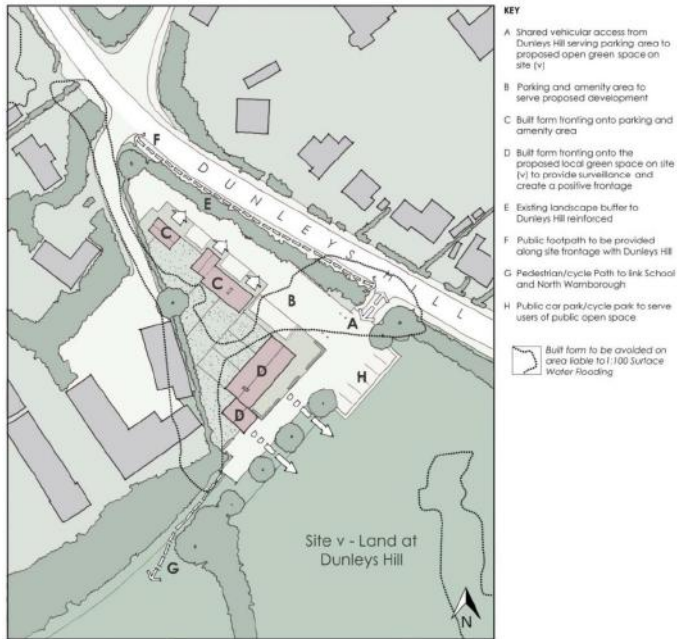 KEY
A Shared vehicular access from
Dunleys Hill serving parking area to
proposed open green space on
site (v)
B Parking and amenity area to
serve proposed development
C Built form fronting onto parking and
amenity area
D Built form fronting onto the
proposed local green space on site
(v) to provide surveillance and
create a positive frontage
E Existing landscape buffer to
Dunleys Hill reinforced
F Public footpath to be provided
along site frontage with Dunleys Hill
G Pedestrian/cycle Path to link School
and North Warnborough
H Public car park/cycle park to serve
users of public open space
Built form to be avoided on
area liable to 1:100 Surface
Water Flooding
F
DUNLEYS HILL
E
C
C
B
A
H
D
D
G
Site v - Land at
Dunleys Hill
N